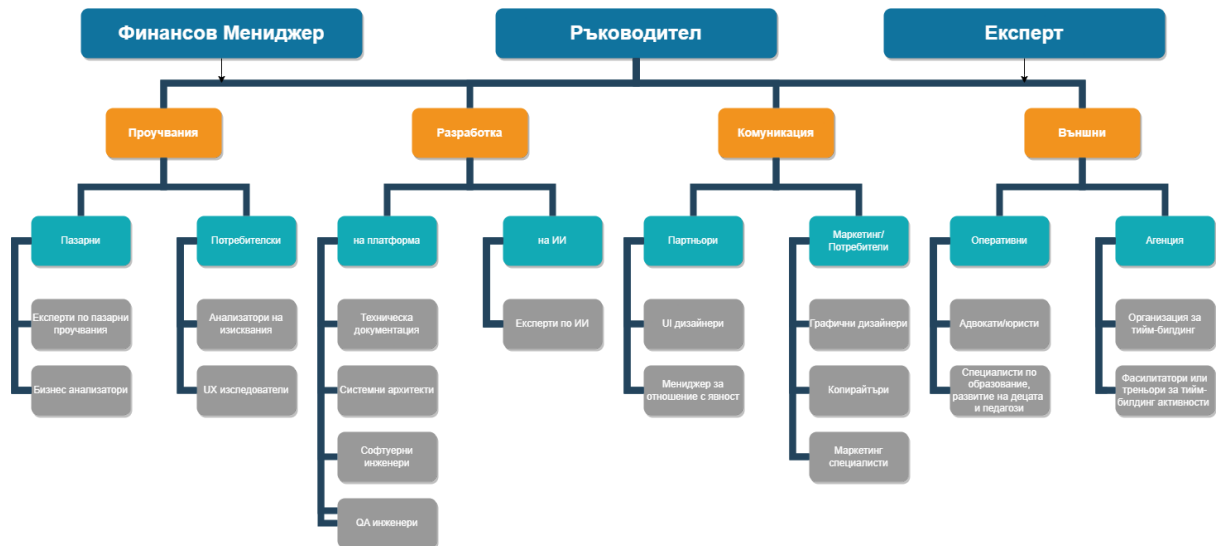 Финансов Мениджер
Ръководител
Експерт
Проучвания
Разработка
Комуникация
Външни
Пазарни
Потребителски
на платформа
на ИИ
Партньори
Маркетинг/
Потребители
Оперативни
Агенция
Експерти по пазарни
проучвания
Анализатори на
изисквания
Техническа
документация
Експерти по ИИ
UI дизайнери
Графични дизайнери
Адвокати/юристи
Организация за
тийм-билдинг
Бизнес анализатори
UX изследователи
Системни архитекти
Мениджер за
отношение с явност
Копирайтъри
Специалисти по
образование,
развитие на децата
и педагози
Фасилитатори или
треньори за тийм-
билдинг активности
Софтуерни
инженери
Маркетинг
специалисти
QA инженери